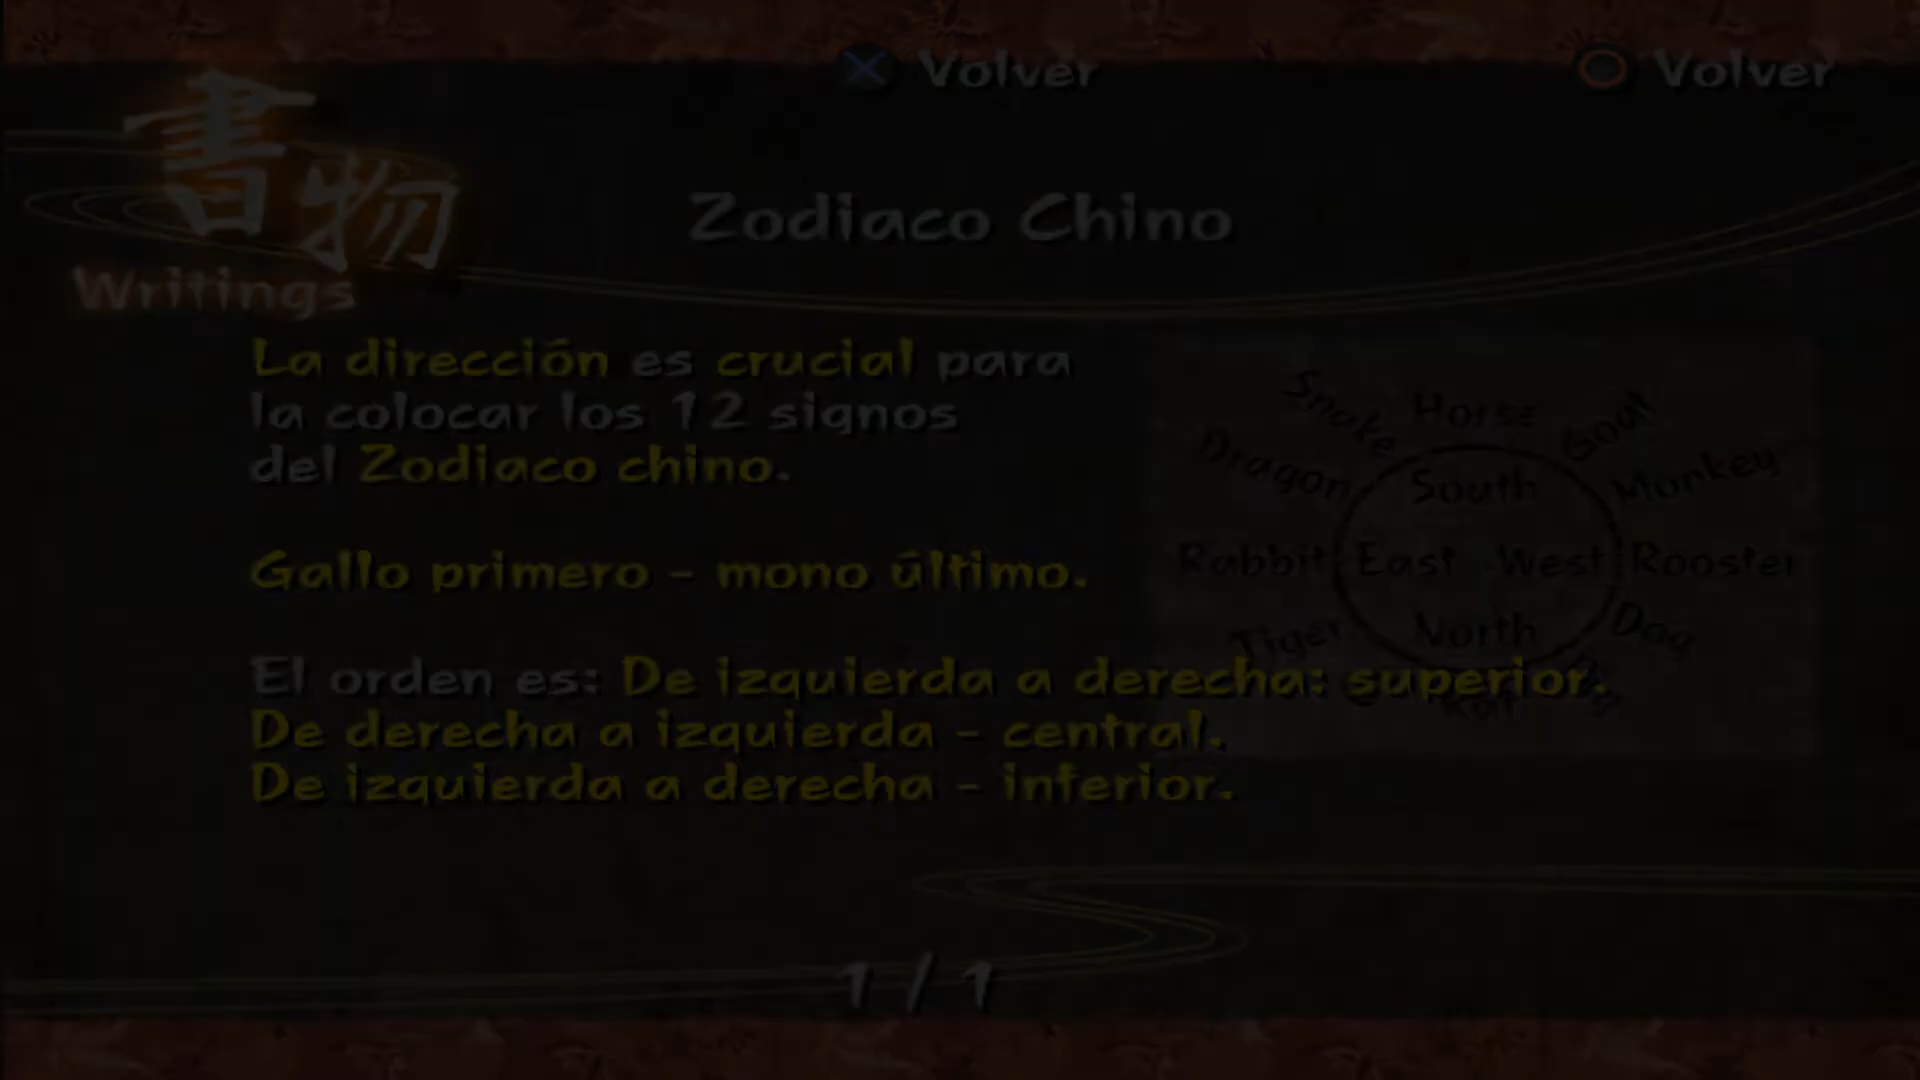 Volver
Volver
書物
Writings
Zodiaco Chino
La dirección es crucial para
la colocar los 12 signos
del Zodiaco chino.
Gallo primero - mono último.
El orden es: De izquierda a derecha: superior.
De derecha a izquierda - central.
De izquierda a derecha - inferior.
Snake
Horse
Goat
Dragon
South
Monkey
Rabbit
East
West
Rooster
Tiger
North
Dog
Rat
1 / 1